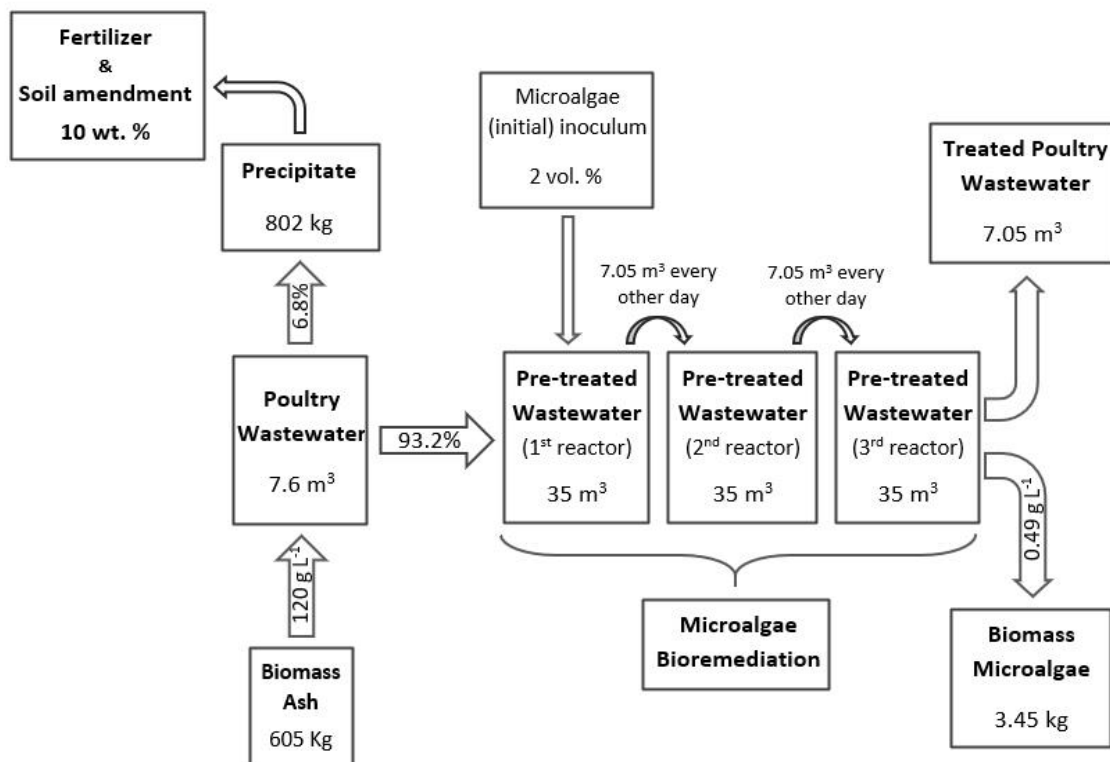 Fertilizer
&
Soil amendment
10 wt. %
Precipitate
802 kg
6.8%
Poultry
Wastewater
7.6 m³
120 g L⁻¹
Biomass
Ash
605 Kg
93.2%
Microalgae
(initial) inoculum
2 vol. %
7.05 m³ every
other day
7.05 m³ every
other day
Pre-treated
Wastewater
(1st reactor)
35 m³
Pre-treated
Wastewater
(2nd reactor)
35 m³
Pre-treated
Wastewater
(3rd reactor)
35 m³
Microalgae
Bioremediation
Treated Poultry
Wastewater
7.05 m³
0.49 g L⁻¹
Biomass
Microalgae
3.45 kg